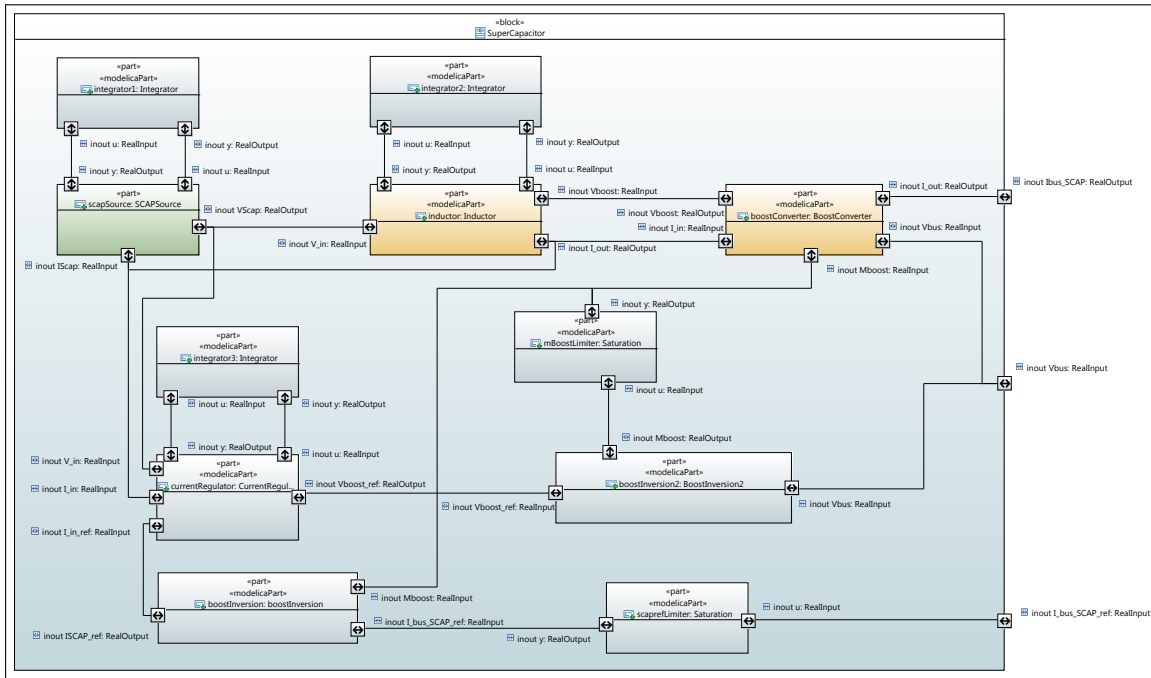 «block»
SuperCapacitor
«part»
«modelicaPart»
integrator1: Integrator
«part»
«modelicaPart»
integrator2: Integrator
inout u: RealInput
inout y: RealOutput
inout u: RealInput
inout y: RealOutput
inout y: RealOutput
inout u: RealInput
inout y: RealOutput
inout u: RealInput
«part»
scapSource: SCAPSource
inout VScap: RealOutput
«part»
«modelicaPart»
inductor: Inductor
inout V_in: RealInput
inout Vboost: RealInput
inout Vboost: RealOutput
inout I_in: RealInput
inout I_out: RealOutput
«part»
«modelicaPart»
boostConverter: BoostConverter
inout I_out: RealOutput
inout Ibus_SCAP: RealOutput
inout Vbus: RealInput
inout IScap: RealInput
inout Mboost: RealInput
inout y: RealOutput
«part»
«modelicaPart»
integrator3: Integrator
«part»
«modelicaPart»
mBoostLimiter: Saturation
inout Vbus: RealInput
inout u: RealInput
inout y: RealOutput
inout u: RealInput
inout y: RealOutput
inout u: RealInput
inout Mboost: RealOutput
inout V_in: RealInput
inout I_in: RealInput
inout I_in_ref: RealInput
«part»
«modelicaPart»
currentRegulator: CurrentRegul...
inout Vboost_ref: RealOutput
inout Vboost_ref: RealInput
«part»
«modelicaPart»
boostInversion2: BoostInversion2
inout Vbus: RealInput
«part»
«modelicaPart»
boostInversion: boostInversion
inout Mboost: RealInput
inout ISCAP_ref: RealOutput
inout I_bus_SCAP_ref: RealInput
inout y: RealOutput
«part»
«modelicaPart»
scaprefLimiter: Saturation
inout u: RealInput
inout I_bus_SCAP_ref: RealInput